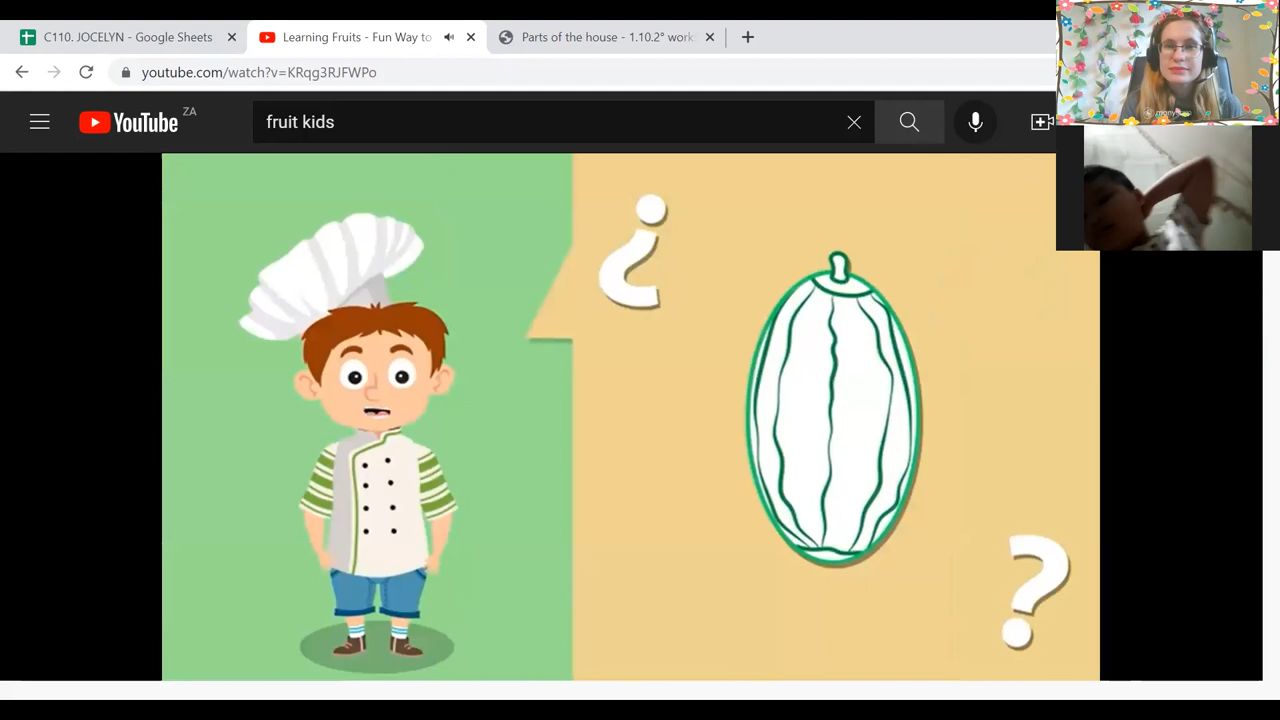 C110. JOCELYN - Google Sheets
Learning Fruits - Fun Way to
Parts of the house - 1.10.2° work
youtube.com/watch?v=KRqg3RJFWPo
YouTube ZA
fruit kids
¿
?